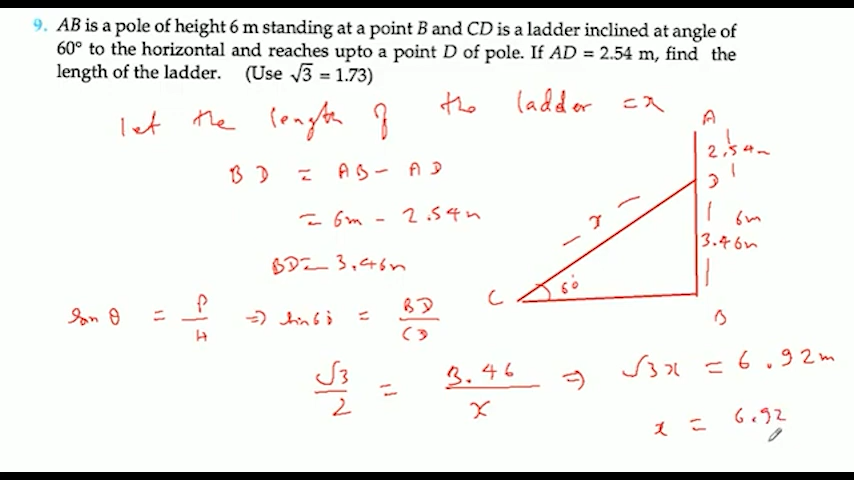 9. AB is a pole of height 6 m standing at a point B and CD is a ladder inclined at angle of
60° to the horizontal and reaches upto a point D of pole. If AD = 2.54 m, find the
length of the ladder. (Use √3 = 1.73)
let the length of the ladder = x
BD = AB - AD
= 6m - 2.54m
BD = 3.46m
Sin θ = P/H ⇒ sin 60° = BD/CD
√3/2 = 3.46/x ⇒ √3x = 6.92m
x = 6.92
A
2.54m
D
x
6m
3.46m
C
60°
B